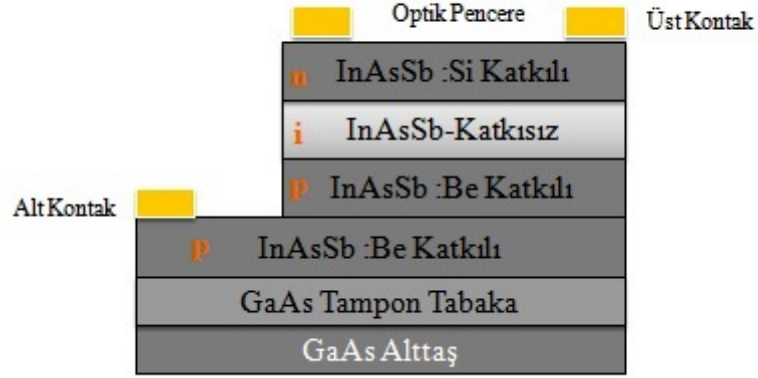 Optik Pencere
Üst Kontak
n InAsSb :Si Katkılı
i InAsSb-Katkısız
p InAsSb :Be Katkılı
Alt Kontak
p InAsSb :Be Katkılı
GaAs Tampon Tabaka
GaAs Alttaş